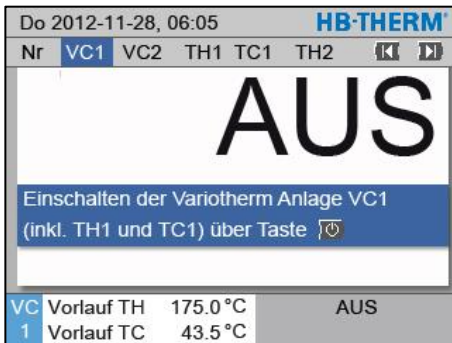 Do 2012-11-28, 06:05 HB-THERM®
Nr VC1 VC2 TH1 TC1 TH2
AUS
Einschalten der Variotherm Anlage VC1
(inkl. TH1 und TC1) über Taste
VC Vorlauf TH 175.0 °C AUS
1 Vorlauf TC 43.5 °C